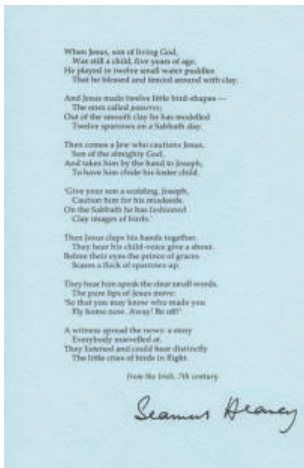 When Jesus, son of living God,
Was still a child, five years of age,
He played in twelve small water puddles
That he blessed and fenced around with clay.
And Jesus made twelve little bird-shapes —
The ones called passeres;
Out of the smooth clay he has modelled
Twelve sparrows on a Sabbath day.
Then comes a Jew who cautions Jesus,
Son of the almighty God,
And takes him by the hand to Joseph,
To have him chide his foster child.
'Give your son a scolding, Joseph,
Caution him for his misdeeds.
On the Sabbath he has fashioned
Clay images of birds.'
Then Jesus claps his hands together.
They hear his child-voice give a shout.
Before their eyes the prince of graces
Scares a flock of sparrows up.
They hear him speak the clear small words.
The pure lips of Jesus move:
'So that you may know who made you
Fly home now. Away! Be off!'
A witness spread the news: a story
Everybody marvelled at.
They listened and could hear distinctly
The little cries of birds in flight.
from the Irish, 7th century
Seamus Heaney